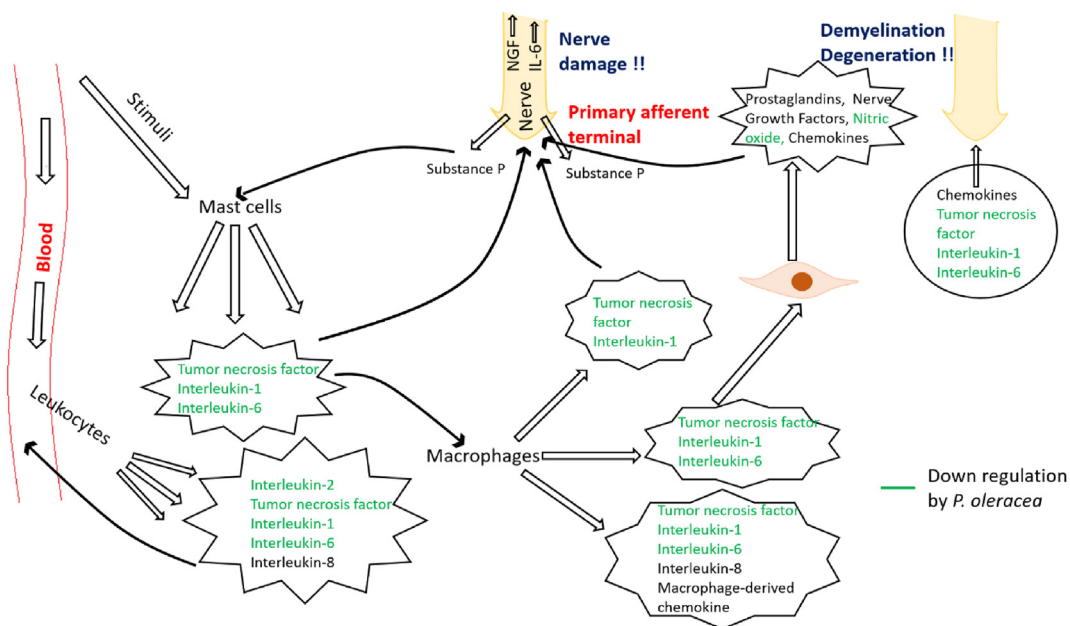 NGF
IL-6
Nerve
Nerve
damage !!
Demyelination
Degeneration !!
Stimuli
Primary afferent
terminal
Prostaglandins, Nerve
Growth Factors, Nitric
oxide, Chemokines
Substance P
Substance P
Mast cells
Chemokines
Tumor necrosis
factor
Interleukin-1
Interleukin-6
Blood
Tumor necrosis
factor
Interleukin-1
Tumor necrosis factor
Interleukin-1
Interleukin-6
Leukocytes
Macrophages
Tumor necrosis factor
Interleukin-1
Interleukin-6
Interleukin-2
Tumor necrosis factor
Interleukin-1
Interleukin-6
Interleukin-8
Tumor necrosis factor
Interleukin-1
Interleukin-6
Interleukin-8
Macrophage-derived
chemokine
Down regulation
by P. oleracea